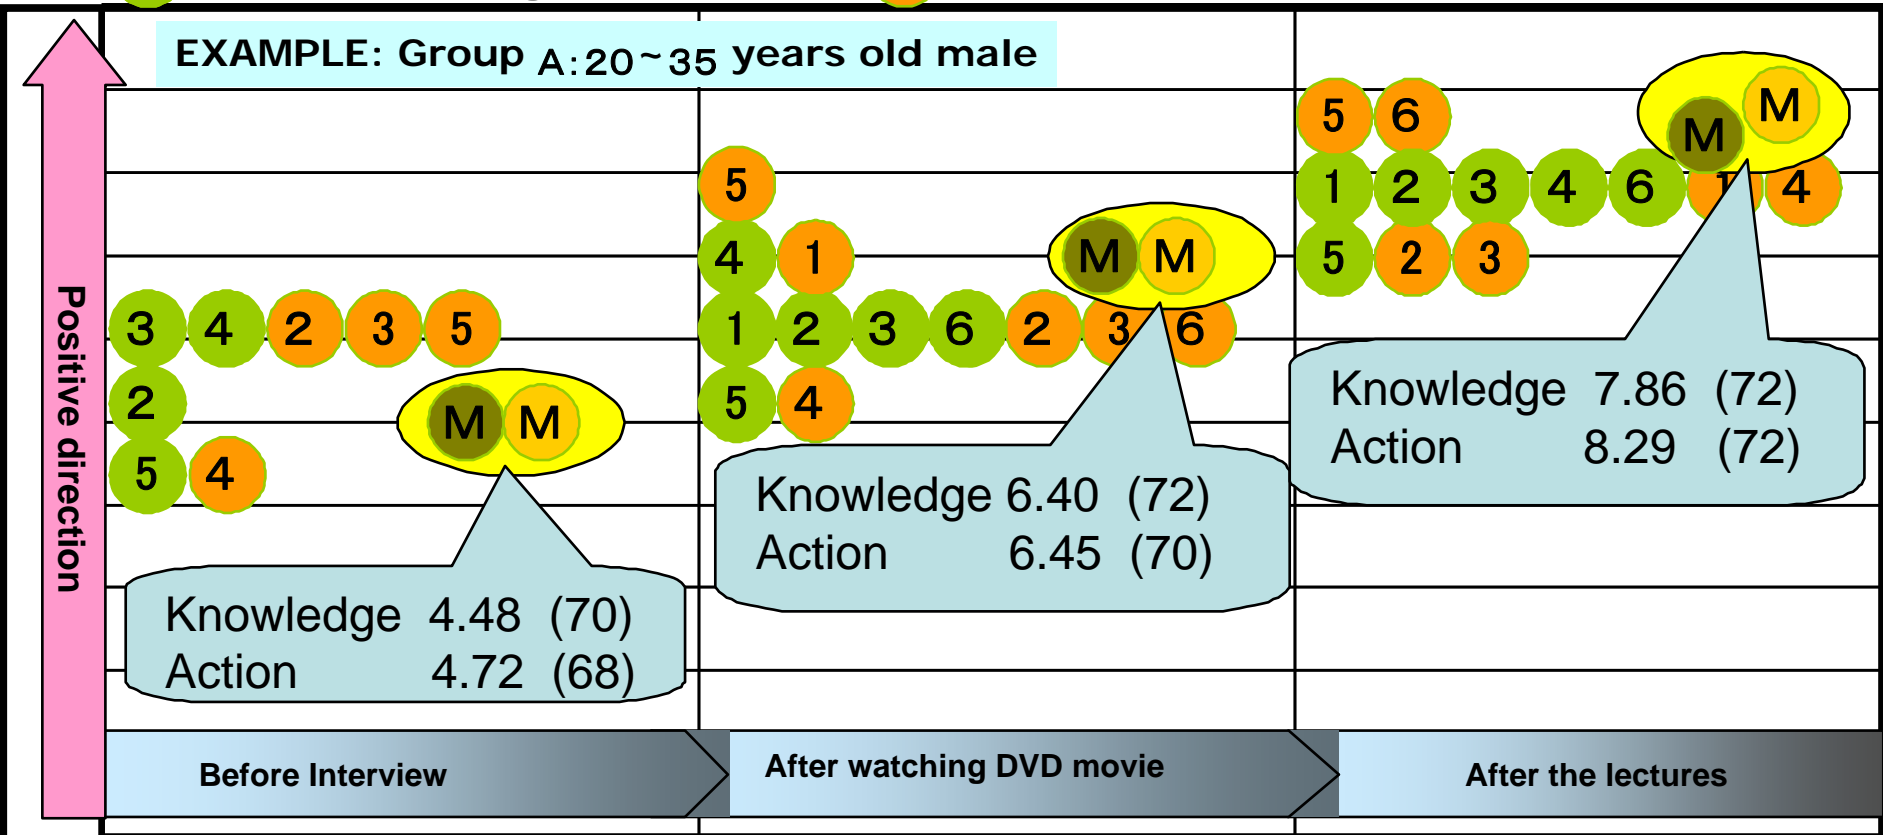 EXAMPLE: Group A:20~35 years old male
Positive direction
3 4 2 3 5
2
M M
5 4
Knowledge 4.48 (70)
Action 4.72 (68)
Before Interview
5
4 1
M M
1 2 3 6 2 3 6
5 4
Knowledge 6.40 (72)
Action 6.45 (70)
After watching DVD movie
5 6
M M
1 2 3 4 6 1 4
5 2 3
Knowledge 7.86 (72)
Action 8.29 (72)
After the lectures